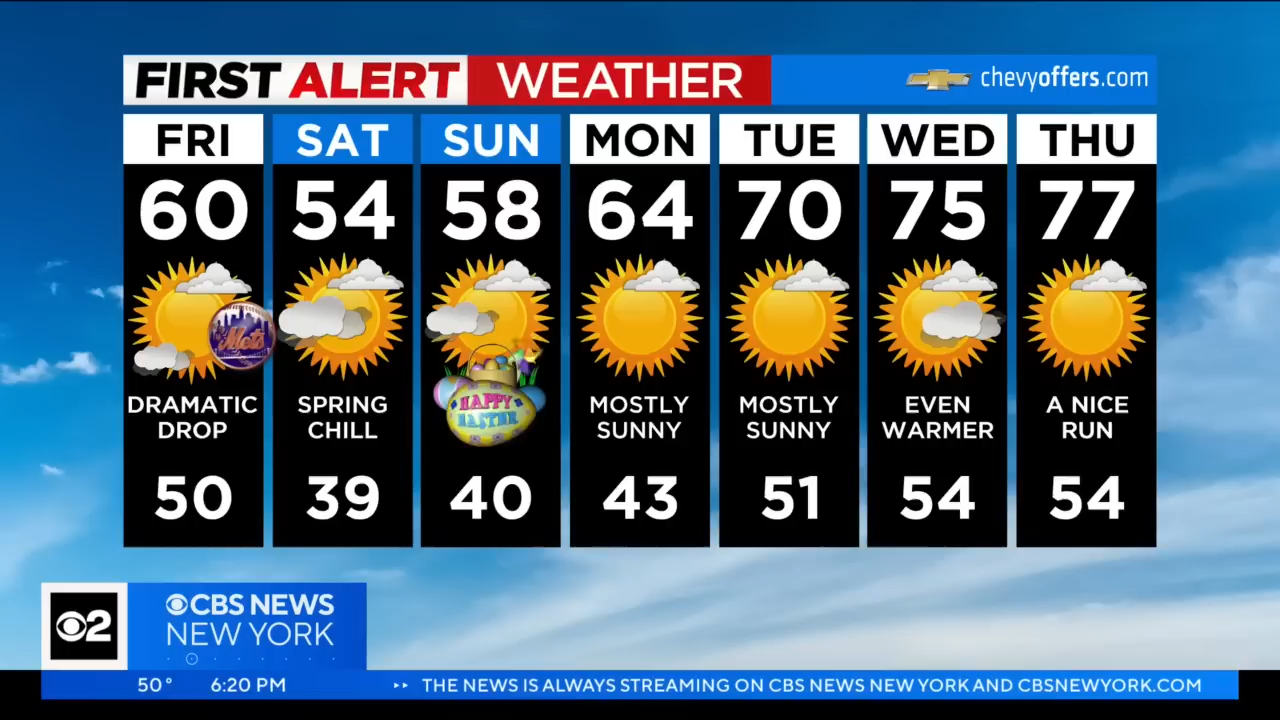 FIRST ALERT WEATHER
chevyoffers.com
FRI SAT SUN MON TUE WED THU
60 54 58 64 70 75 77
Mets
HAPPY
EASTER
DRAMATIC
DROP
SPRING
CHILL
MOSTLY
SUNNY
MOSTLY
SUNNY
EVEN
WARMER
A NICE
RUN
50 39 40 43 51 54 54
2
CBS NEWS
NEW YORK
50° 6:20 PM THE NEWS IS ALWAYS STREAMING ON CBS NEWS NEW YORK AND CBSNEWYORK.COM